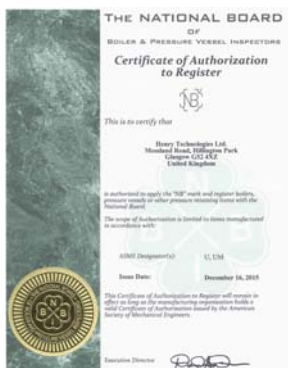 THE NATIONAL BOARD
OF
BOILER & PRESSURE VESSEL INSPECTORS
Certificate of Authorization
to Register
NB
This is to certify that
Henry Technologies Ltd.
Mossland Road, Hillington Park
Glasgow G52 4XZ
United Kingdom
is authorized to apply the "NB" mark and register boilers,
pressure vessels or other pressure retaining items with the
National Board.
The scope of Authorization is limited to items manufactured
in accordance with:
ASME Designator(s) U, UM
Issue Date: December 16, 2015
This Certificate of Authorization to Register will remain in
effect as long as the manufacturing organization holds a
valid Certificate of Authorization issued by the American
Society of Mechanical Engineers.
N
B B
Executive Director